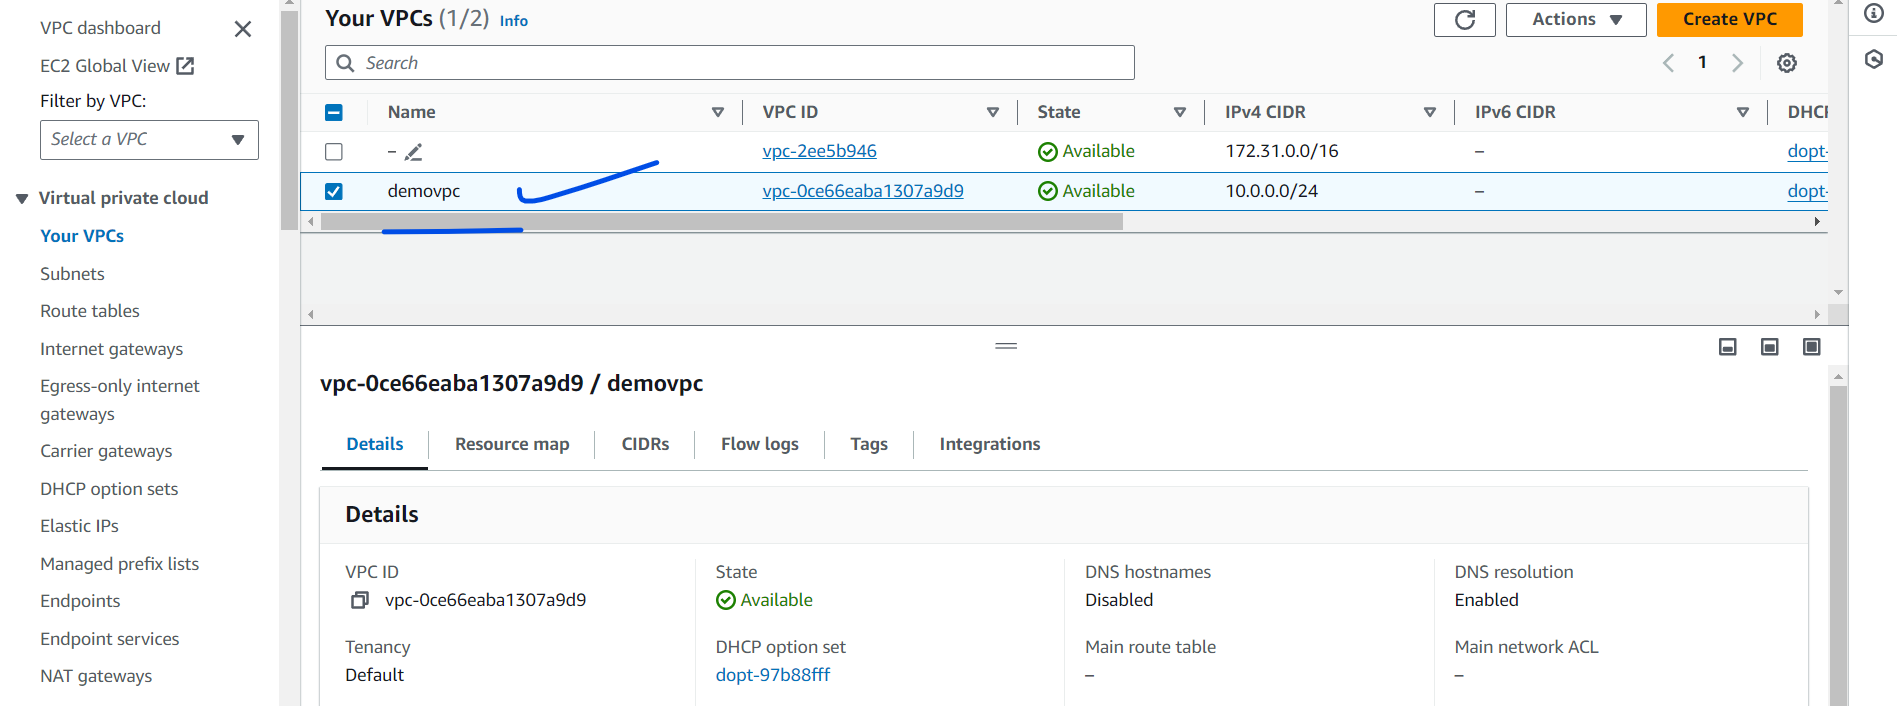 VPC dashboard
EC2 Global View
Filter by VPC:
Select a VPC
Virtual private cloud
Your VPCs
Subnets
Route tables
Internet gateways
Egress-only internet
gateways
Carrier gateways
DHCP option sets
Elastic IPs
Managed prefix lists
Endpoints
Endpoint services
NAT gateways
Your VPCs (1/2) Info
Actions
Create VPC
Search
1
Name VPC ID State IPv4 CIDR IPv6 CIDR DHCP
– vpc-2ee5b946 Available 172.31.0.0/16 – dopt-
demovpc vpc-0ce66eaba1307a9d9 Available 10.0.0.0/24 – dopt-
vpc-0ce66eaba1307a9d9 / demovpc
Details Resource map CIDRs Flow logs Tags Integrations
Details
VPC ID State DNS hostnames DNS resolution
vpc-0ce66eaba1307a9d9 Available Disabled Enabled
Tenancy DHCP option set Main route table Main network ACL
Default dopt-97b88fff – –